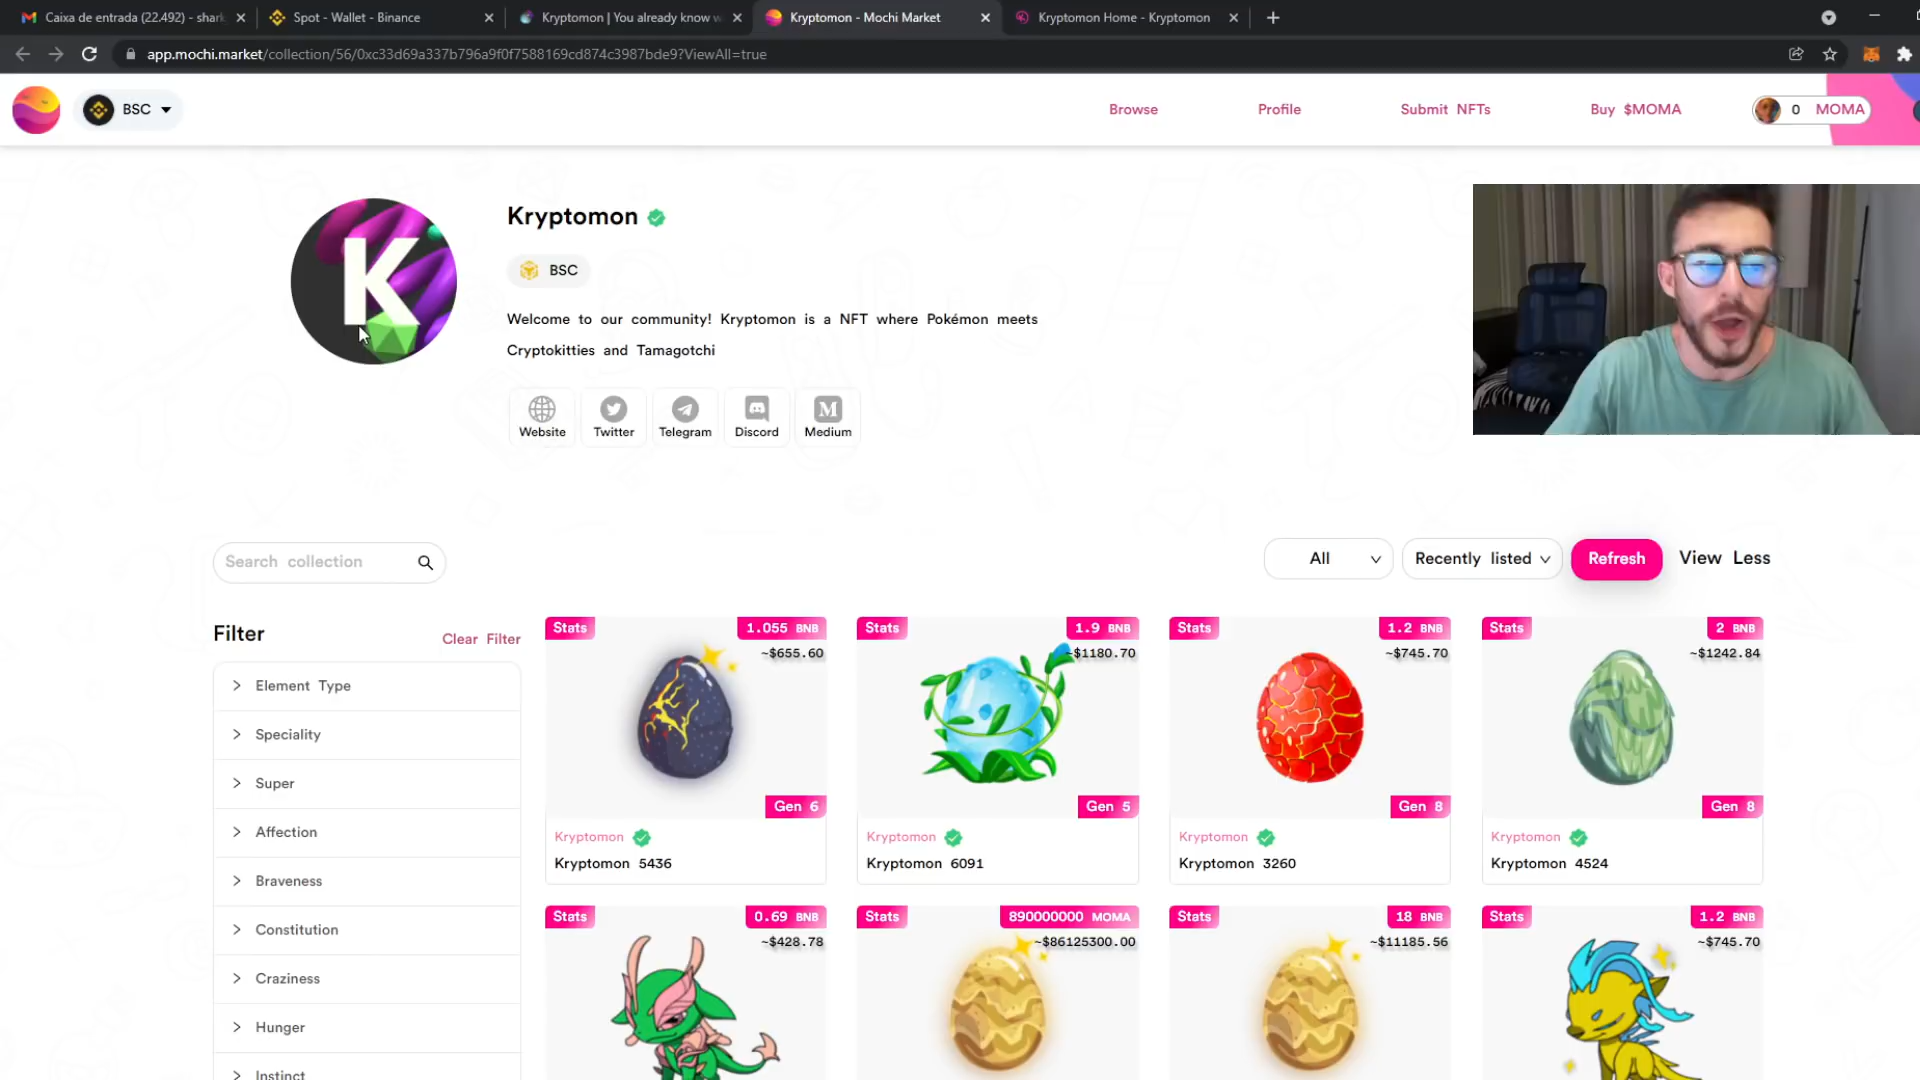 Caixa de entrada (22.492) - shark
Spot - Wallet - Binance
Kryptomon | You already know w
Kryptomon - Mochi Market
Kryptomon Home - Kryptomon
app.mochi.market/collection/56/0xc33d69a337b796a9f0f7588169cd874c3987bde9?ViewAll=true
BSC
Browse
Profile
Submit NFTs
Buy $MOMA
0 MOMA
K
Kryptomon
BSC
Welcome to our community! Kryptomon is a NFT where Pokémon meets
Cryptokitties and Tamagotchi
Website
Twitter
Telegram
Discord
Medium
Search collection
All
Recently listed
Refresh
View Less
Filter
Clear Filter
Element Type
Speciality
Super
Affection
Braveness
Constitution
Craziness
Hunger
Instinct
Stats
1.055 BNB
~$655.60
Gen 6
Kryptomon
Kryptomon 5436
Stats
1.9 BNB
~$1180.70
Gen 5
Kryptomon
Kryptomon 6091
Stats
1.2 BNB
~$745.70
Gen 8
Kryptomon
Kryptomon 3260
Stats
2 BNB
~$1242.84
Gen 8
Kryptomon
Kryptomon 4524
Stats
0.69 BNB
~$428.78
Stats
890000000 MOMA
~$86125300.00
Stats
18 BNB
~$11185.56
Stats
1.2 BNB
~$745.70